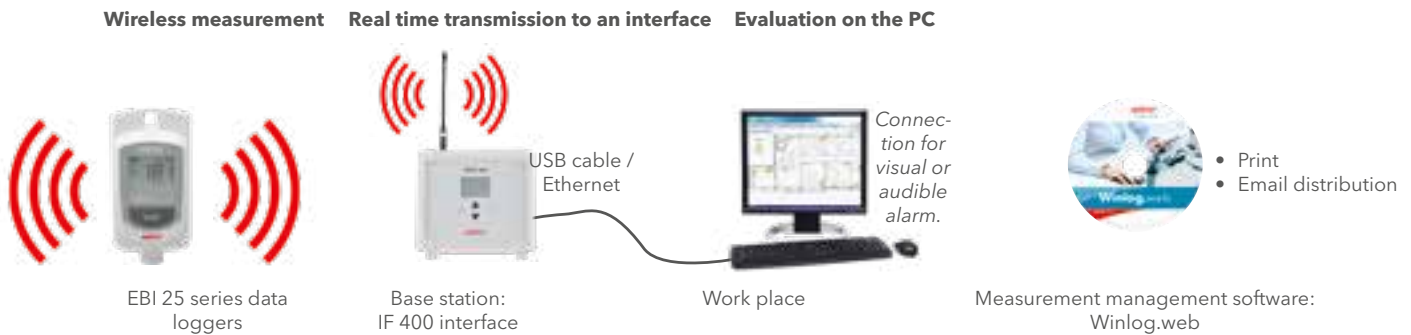 Wireless measurement
Real time transmission to an interface
Evaluation on the PC
USB cable /
Ethernet
Connec-
tion for
visual or
audible
alarm.
Winlog.web
• Print
• Email distribution
EBI 25 series data
loggers
Base station:
IF 400 interface
Work place
Measurement management software:
Winlog.web